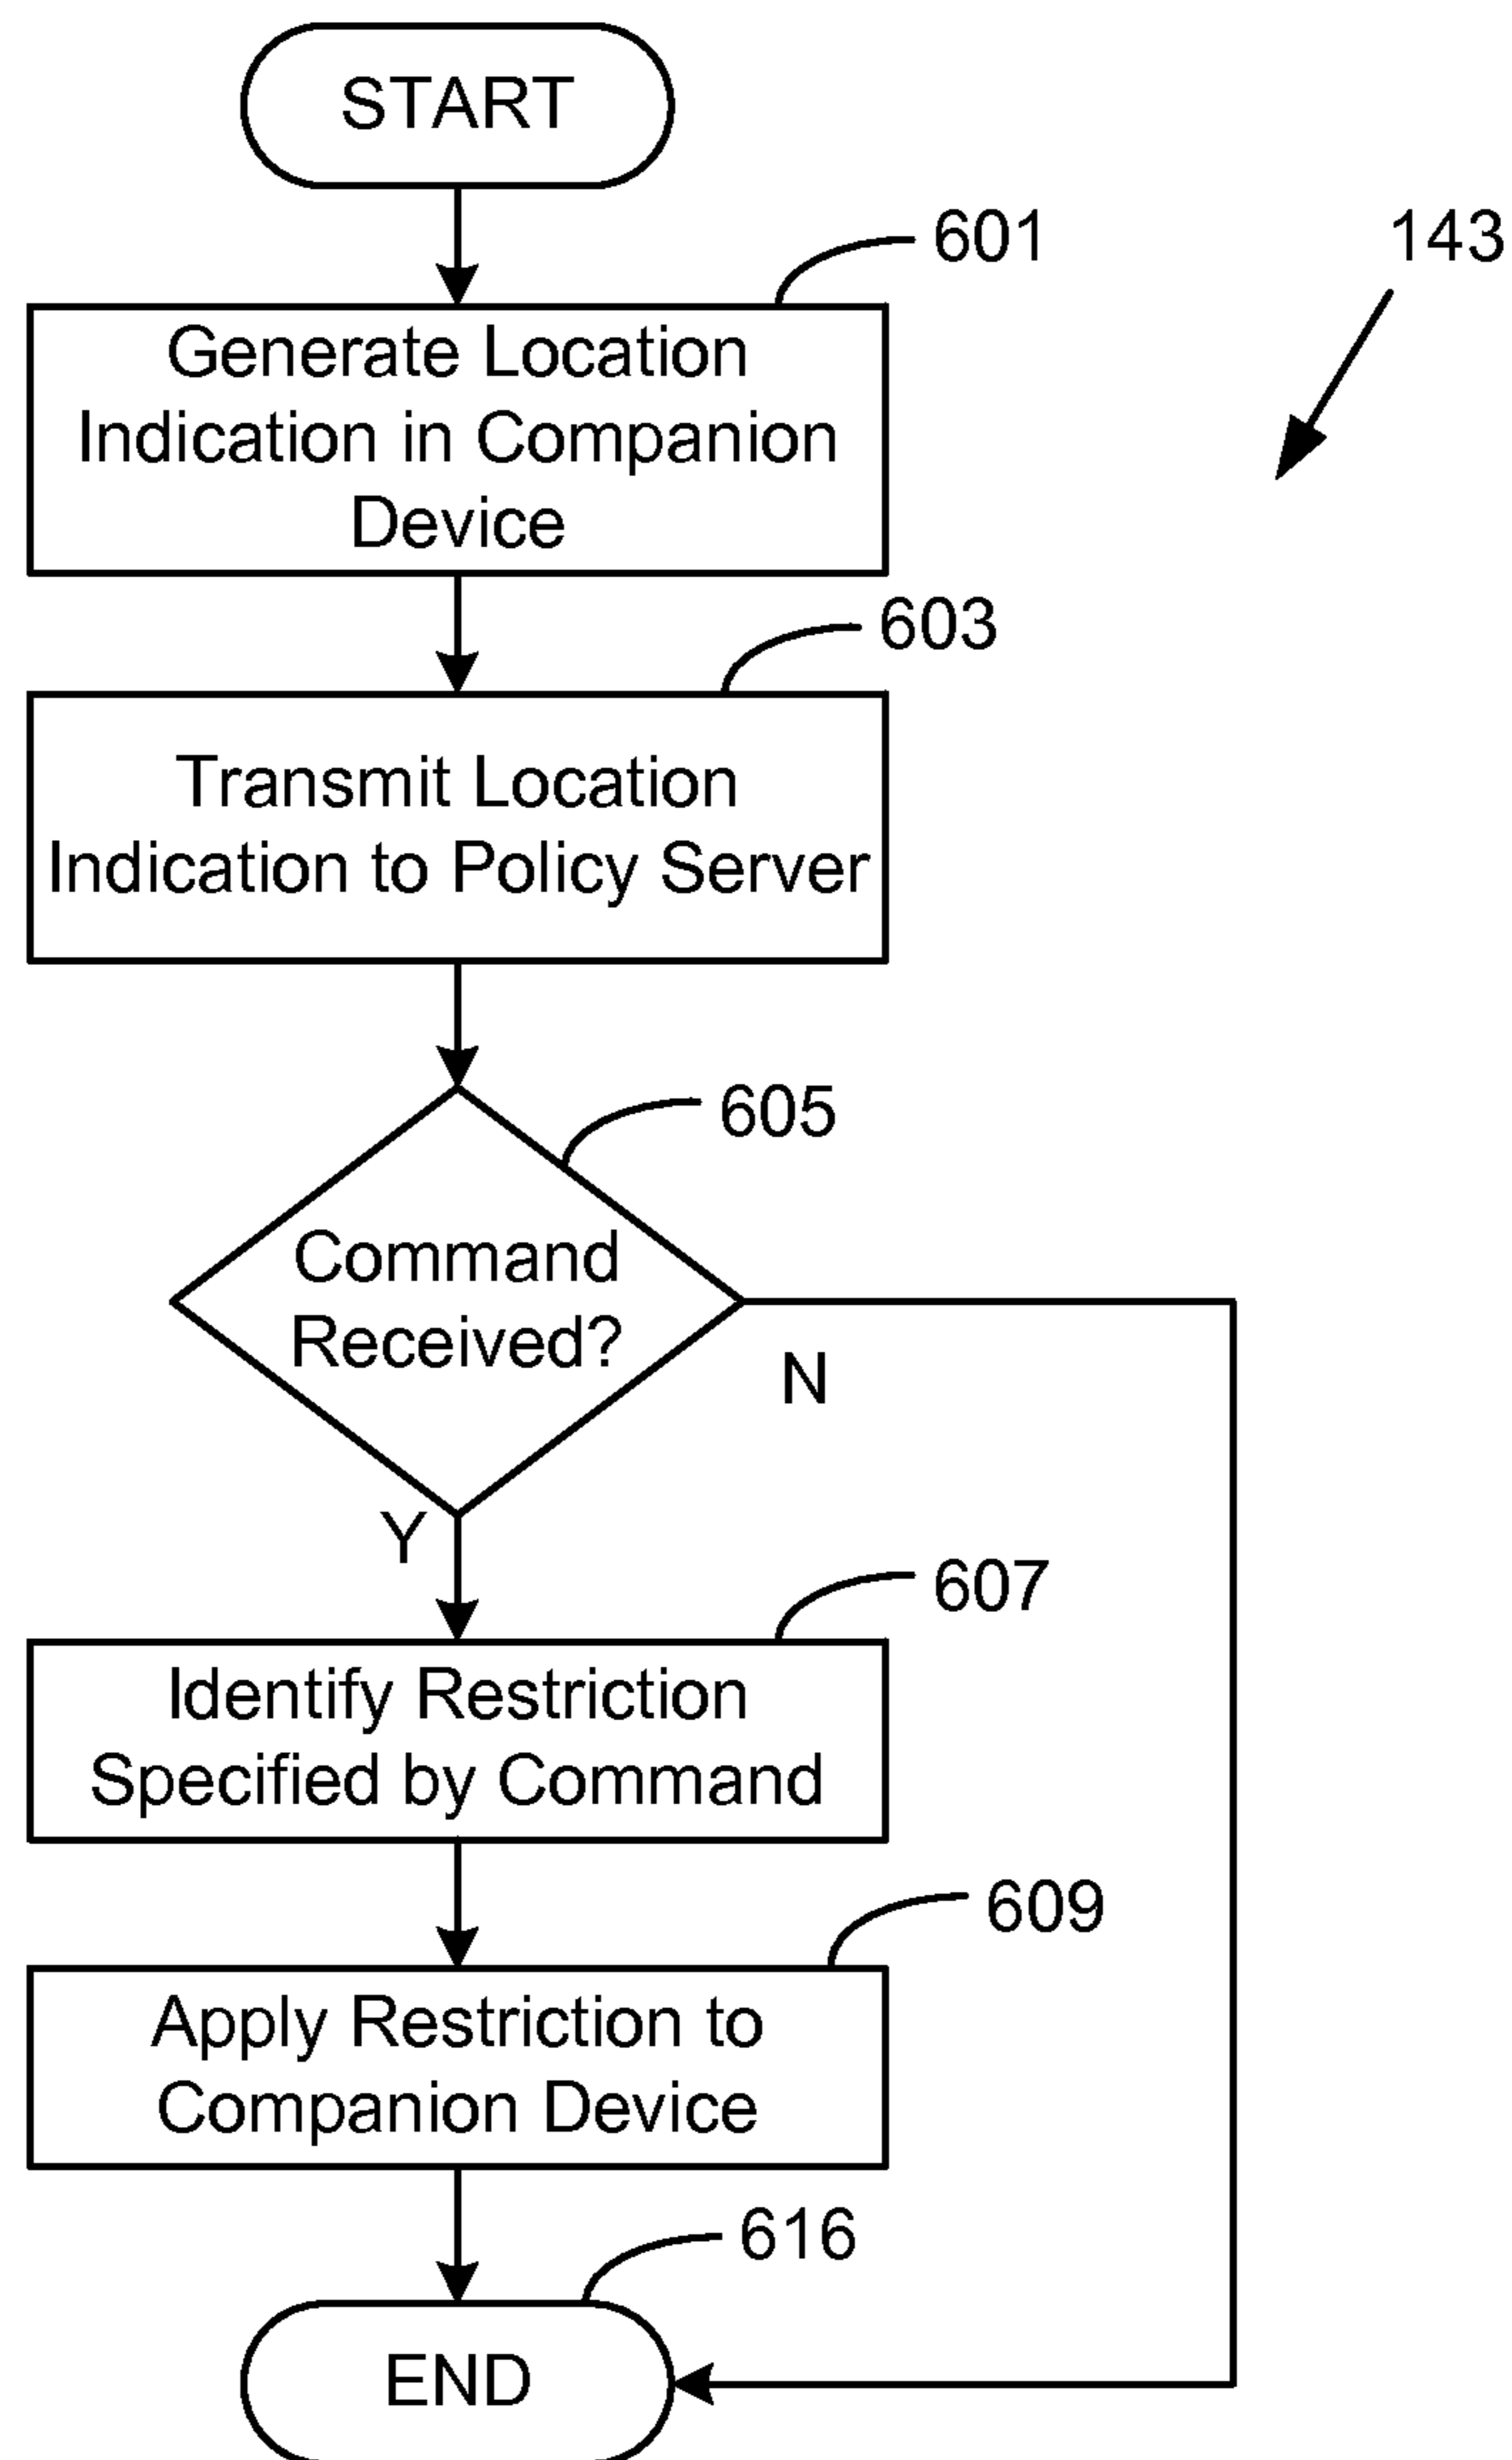 START
601
143
Generate Location
Indication in Companion
Device
603
Transmit Location
Indication to Policy Server
605
Command
Received?
N
Y
607
Identify Restriction
Specified by Command
609
Apply Restriction to
Companion Device
616
END